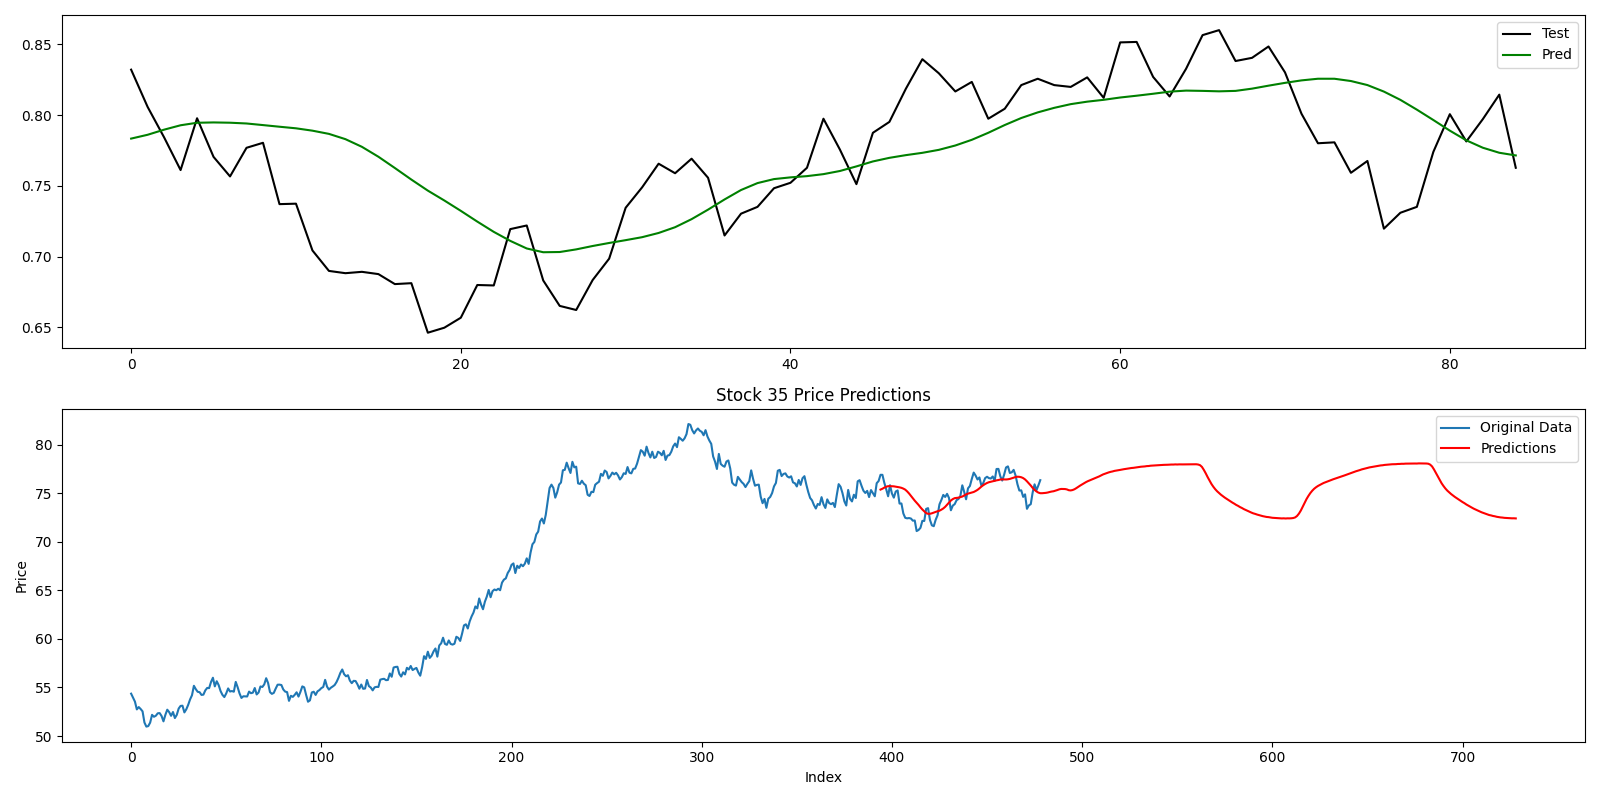 Test
Pred
0.85
0.80
0.75
0.70
0.65
0 20 40 60 80
Stock 35 Price Predictions
Original Data
Predictions
Price
80
75
70
65
60
55
50
0 100 200 300 400 500 600 700
Index